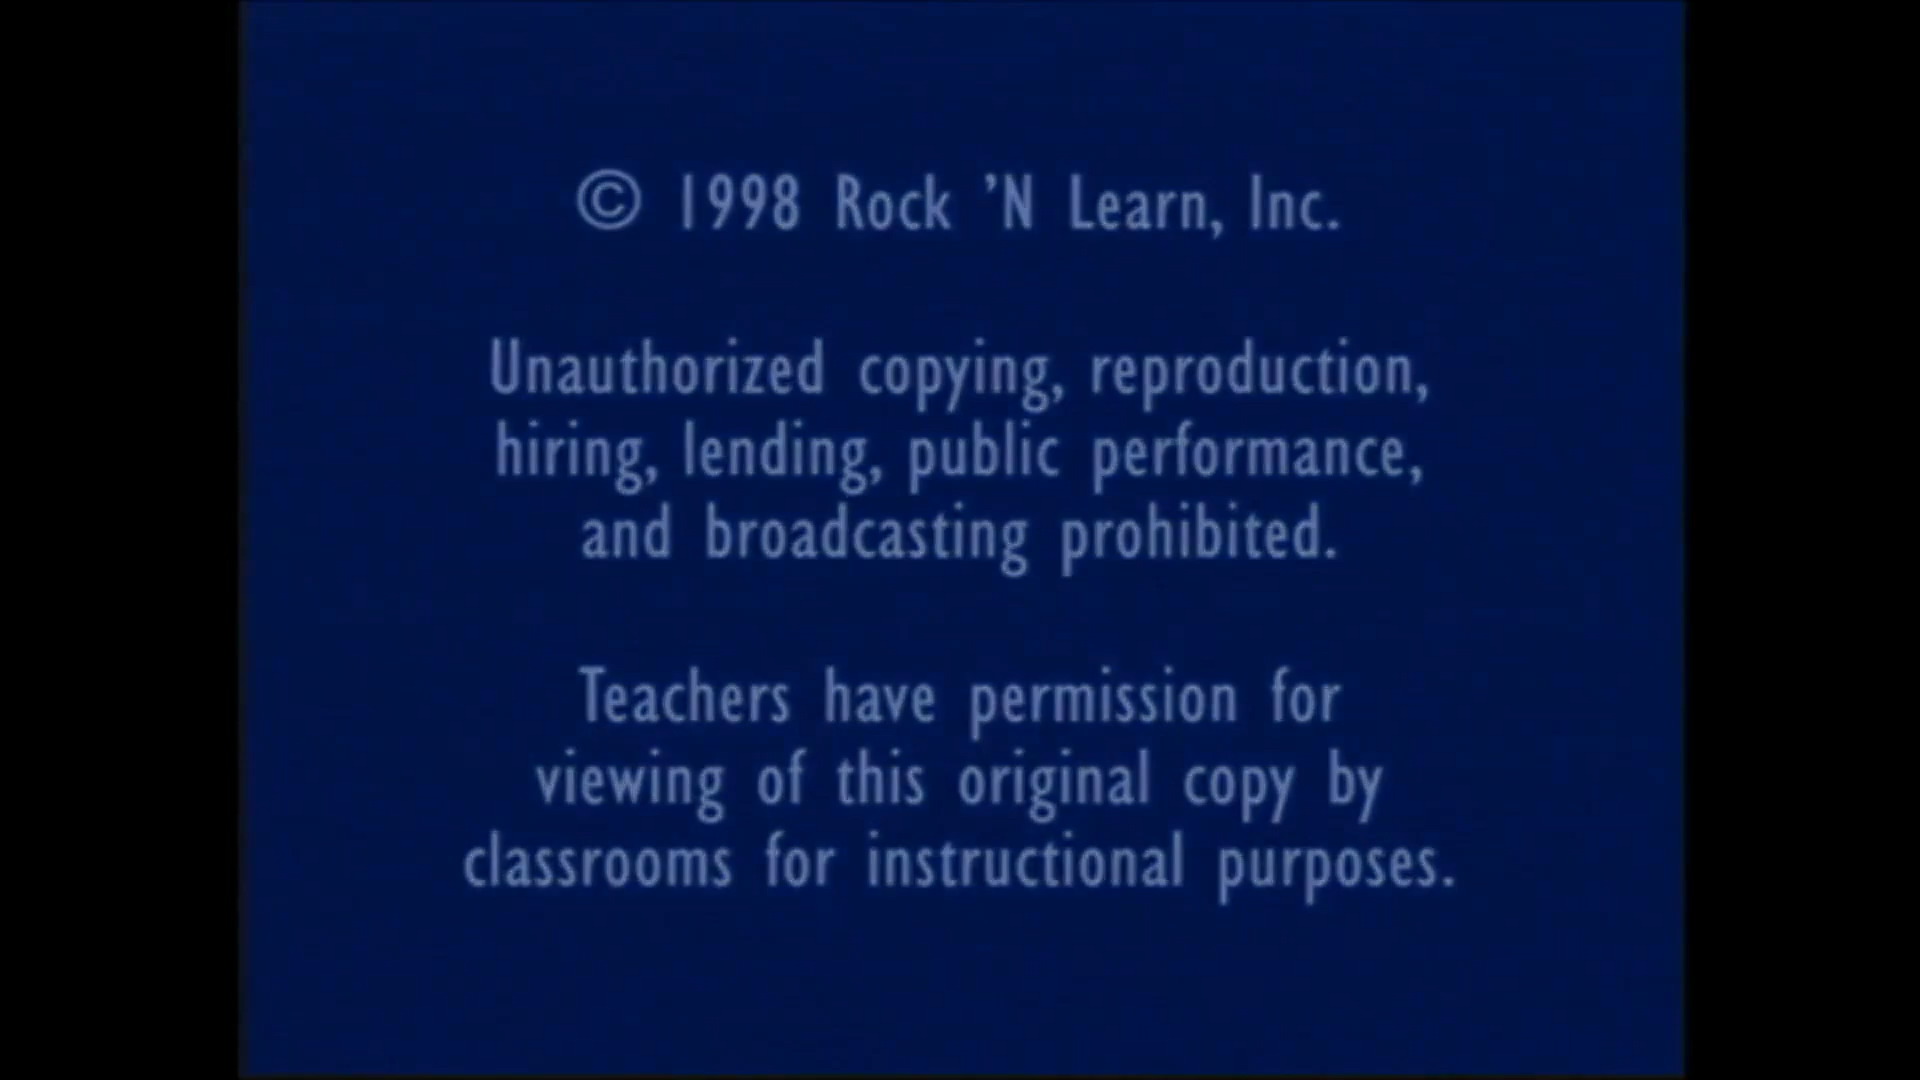 © 1998 Rock ’N Learn, Inc.
Unauthorized copying, reproduction,
hiring, lending, public performance,
and broadcasting prohibited.
Teachers have permission for
viewing of this original copy by
classrooms for instructional purposes.